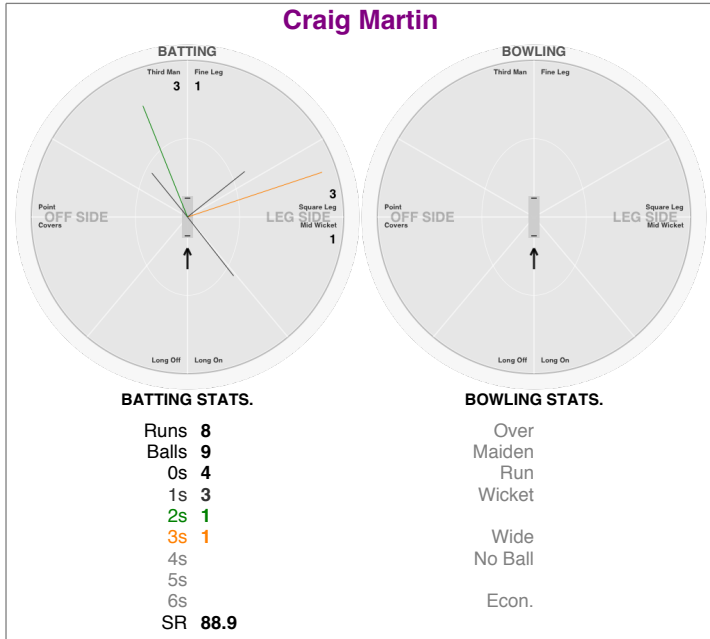 Craig Martin
BATTING
Third Man Fine Leg
3 1
3
Point Square Leg
OFF SIDE LEG SIDE
Covers Mid Wicket
1
Long Off Long On
BOWLING
Third Man Fine Leg
Point Square Leg
OFF SIDE LEG SIDE
Covers Mid Wicket
Long Off Long On
BATTING STATS.
Runs 8
Balls 9
0s 4
1s 3
2s 1
3s 1
4s
5s
6s
SR 88.9
BOWLING STATS.
Over
Maiden
Run
Wicket
Wide
No Ball
Econ.